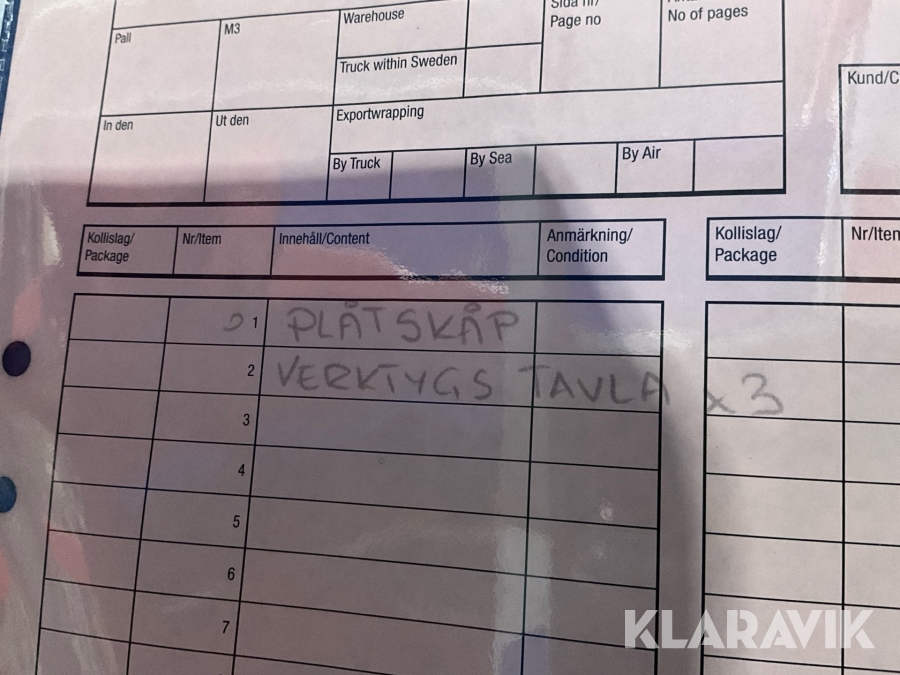 Sida nr/
Pall
M3
Warehouse
Page no
No of pages
Truck within Sweden
Kund/C
In den
Ut den
Exportwrapping
By Truck
By Sea
By Air
Kollislag/
Package
Nr/Item
Innehåll/Content
Anmärkning/
Condition
Kollislag/
Package
Nr/Item
1 PLÅTSKÅP
2 VERKTYGS TAVLA x3
3
4
5
6
7
KLARAVIK